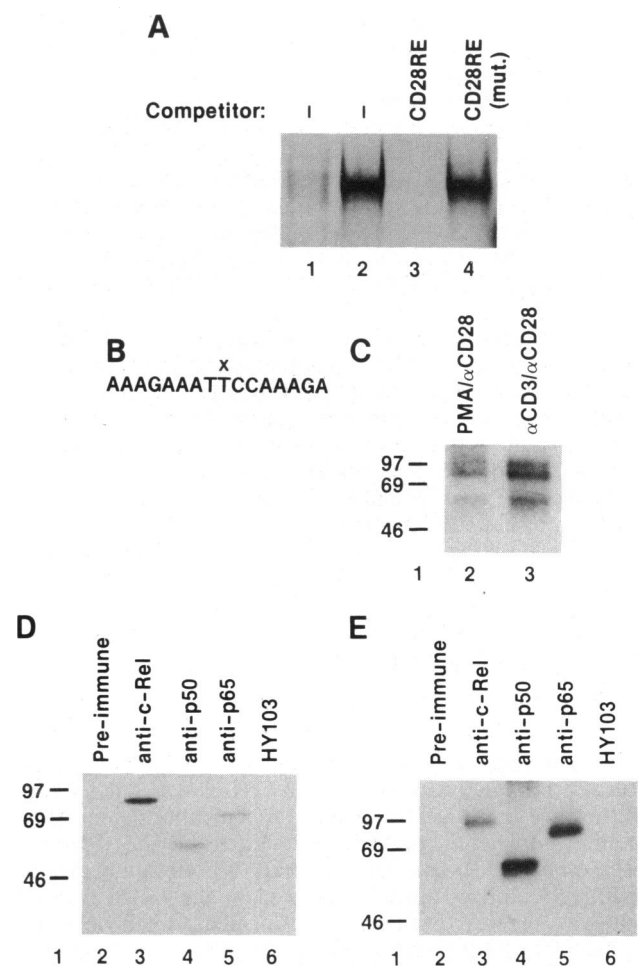 A
Competitor: – – CD28RE CD28RE (mut.)
1 2 3 4
B
x
AAAGAAATTCCAAAGA
C
PMA/αCD28 αCD3/αCD28
97 –
69 –
46 –
1 2 3
D
Pre-immune anti-c-Rel anti-p50 anti-p65 HY103
97 –
69 –
46 –
1 2 3 4 5 6
E
Pre-immune anti-c-Rel anti-p50 anti-p65 HY103
97 –
69 –
46 –
1 2 3 4 5 6